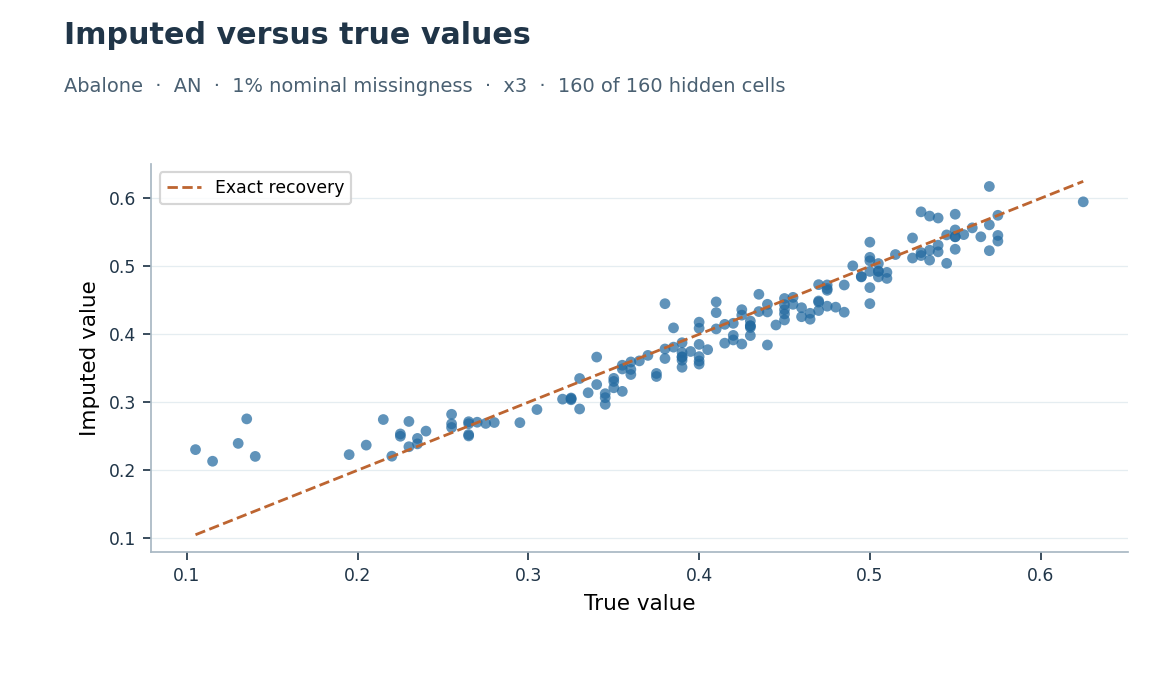 Imputed versus true values
Abalone · AN · 1% nominal missingness · x3 · 160 of 160 hidden cells
Exact recovery
0.6
0.5
0.4
0.3
0.2
0.1
Imputed value
0.1 0.2 0.3 0.4 0.5 0.6
True value